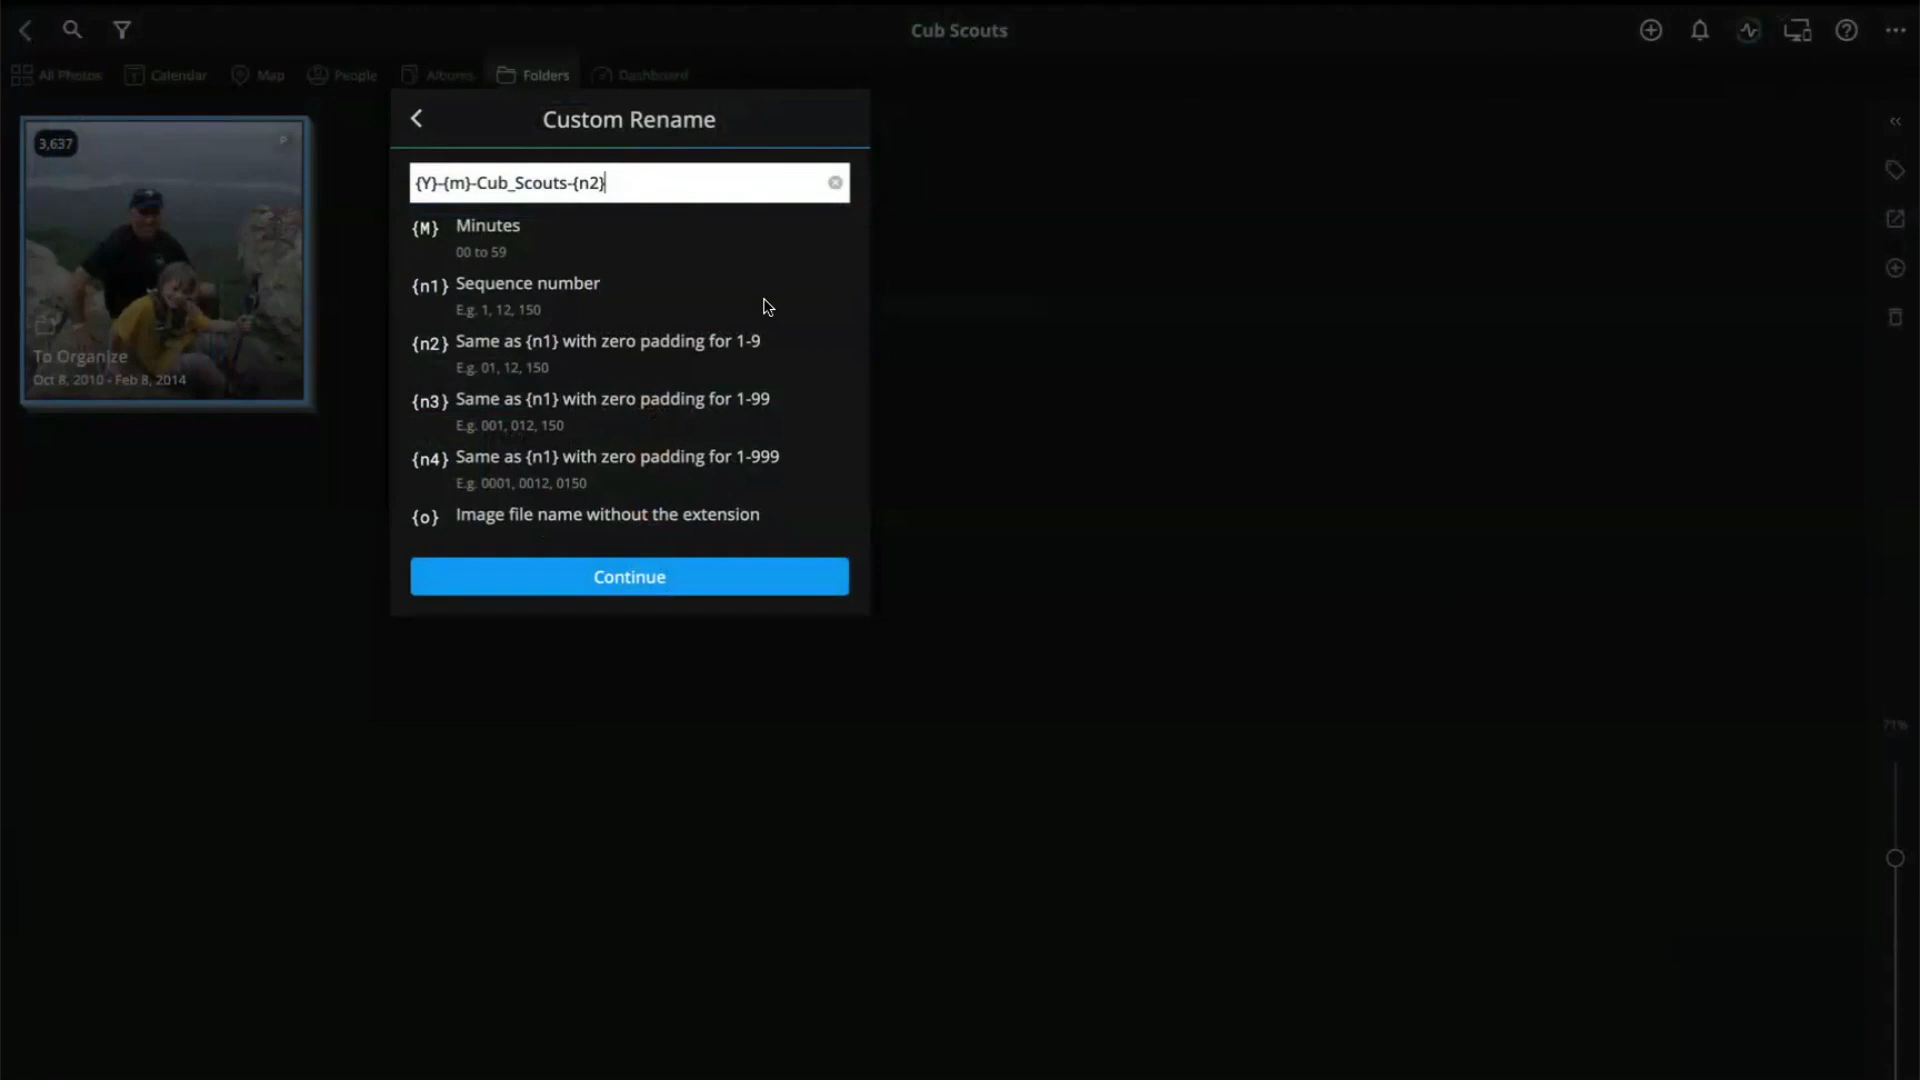 Cub Scouts
All Photos
Calendar
Map
People
Albums
Folders
Dashboard
3,637
To Organize
Oct 8, 2010 - Feb 8, 2014
Custom Rename
{Y}-{m}-Cub_Scouts-{n2}
{M} Minutes
00 to 59
{n1} Sequence number
E.g. 1, 12, 150
{n2} Same as {n1} with zero padding for 1-9
E.g. 01, 12, 150
{n3} Same as {n1} with zero padding for 1-99
E.g. 001, 012, 150
{n4} Same as {n1} with zero padding for 1-999
E.g. 0001, 0012, 0150
{o} Image file name without the extension
Continue
71%